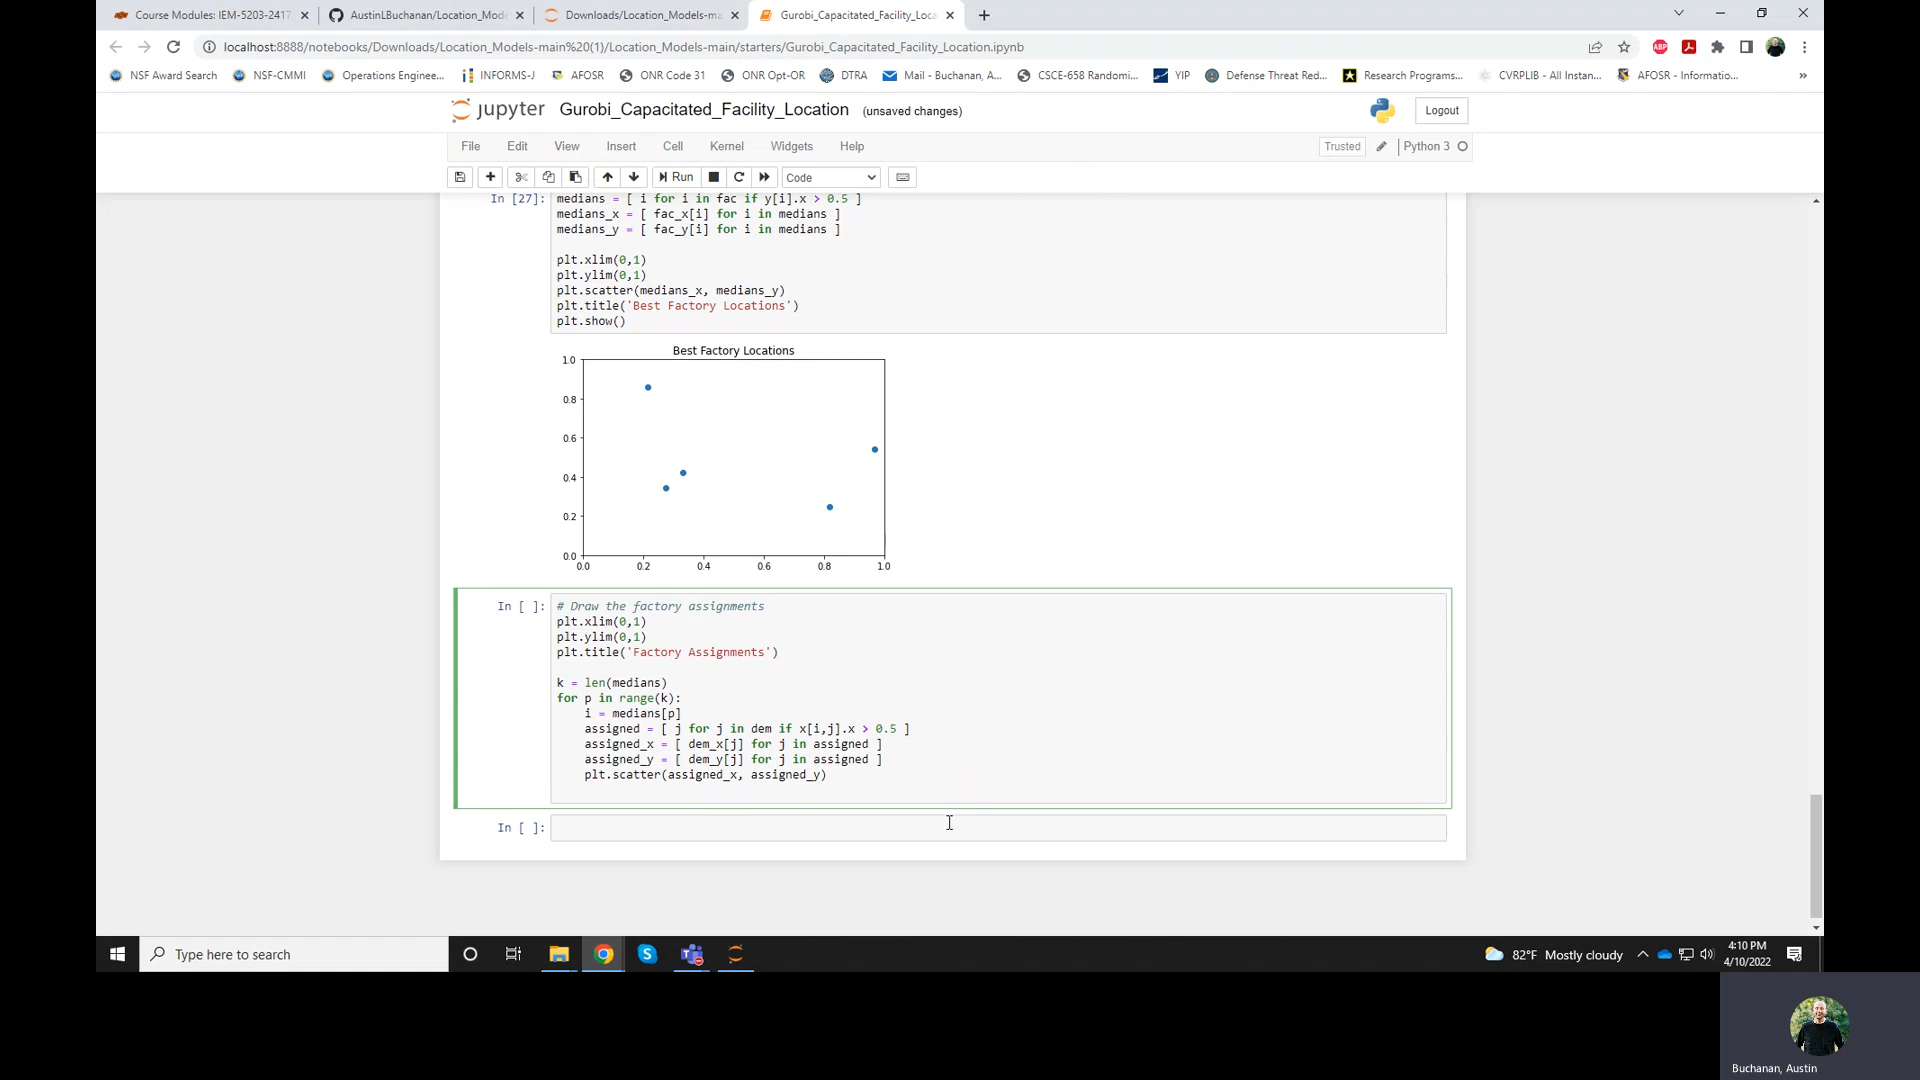 Course Modules: IEM-5203-2417
AustinLBuchanan/Location_Mode
Downloads/Location_Models-ma
Gurobi_Capacitated_Facility_Loca
localhost:8888/notebooks/Downloads/Location_Models-main%20(1)/Location_Models-main/starters/Gurobi_Capacitated_Facility_Location.ipynb
NSF Award Search
NSF-CMMI
Operations Enginee...
INFORMS-J
AFOSR
ONR Code 31
ONR Opt-OR
DTRA
Mail - Buchanan, A...
CSCE-658 Randomi...
YIP
Defense Threat Red...
Research Programs...
CVRPLIB - All Instan...
AFOSR - Informatio...
»
ABP
jupyter Gurobi_Capacitated_Facility_Location (unsaved changes)
Logout
File Edit View Insert Cell Kernel Widgets Help
Trusted
Python 3
Run
Code
In [27]:
medians = [ i for i in fac if y[i].x > 0.5 ]
medians_x = [ fac_x[i] for i in medians ]
medians_y = [ fac_y[i] for i in medians ]
plt.xlim(0,1)
plt.ylim(0,1)
plt.scatter(medians_x, medians_y)
plt.title('Best Factory Locations')
plt.show()
Best Factory Locations
1.0
0.8
0.6
0.4
0.2
0.0
0.0 0.2 0.4 0.6 0.8 1.0
In [ ]:
# Draw the factory assignments
plt.xlim(0,1)
plt.ylim(0,1)
plt.title('Factory Assignments')
k = len(medians)
for p in range(k):
i = medians[p]
assigned = [ j for j in dem if x[i,j].x > 0.5 ]
assigned_x = [ dem_x[j] for j in assigned ]
assigned_y = [ dem_y[j] for j in assigned ]
plt.scatter(assigned_x, assigned_y)
In [ ]:
Type here to search
82°F Mostly cloudy
4:10 PM
4/10/2022
Buchanan, Austin